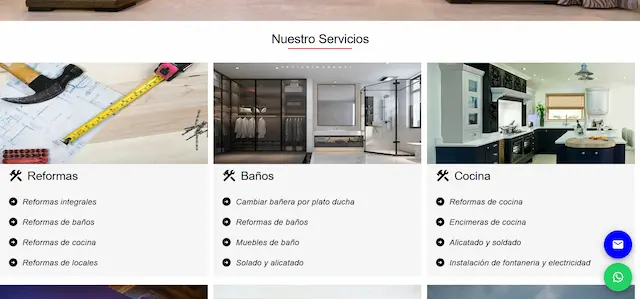 Nuestro Servicios
Reformas
Reformas integrales
Reformas de baños
Reformas de cocina
Reformas de locales
Baños
Cambiar bañera por plato ducha
Reformas de baños
Muebles de baño
Solado y alicatado
Cocina
Reformas de cocina
Encimeras de cocina
Alicatado y soldado
Instalación de fontaneria y electricidad